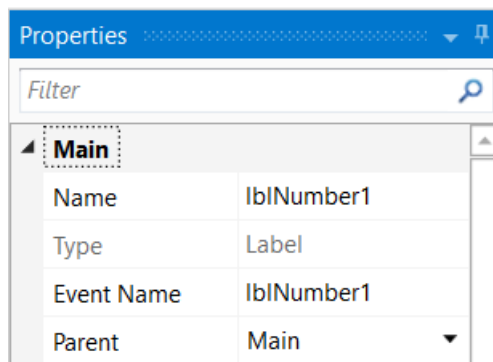 Properties
Filter
Main
Name lblNumber1
Type Label
Event Name lblNumber1
Parent Main